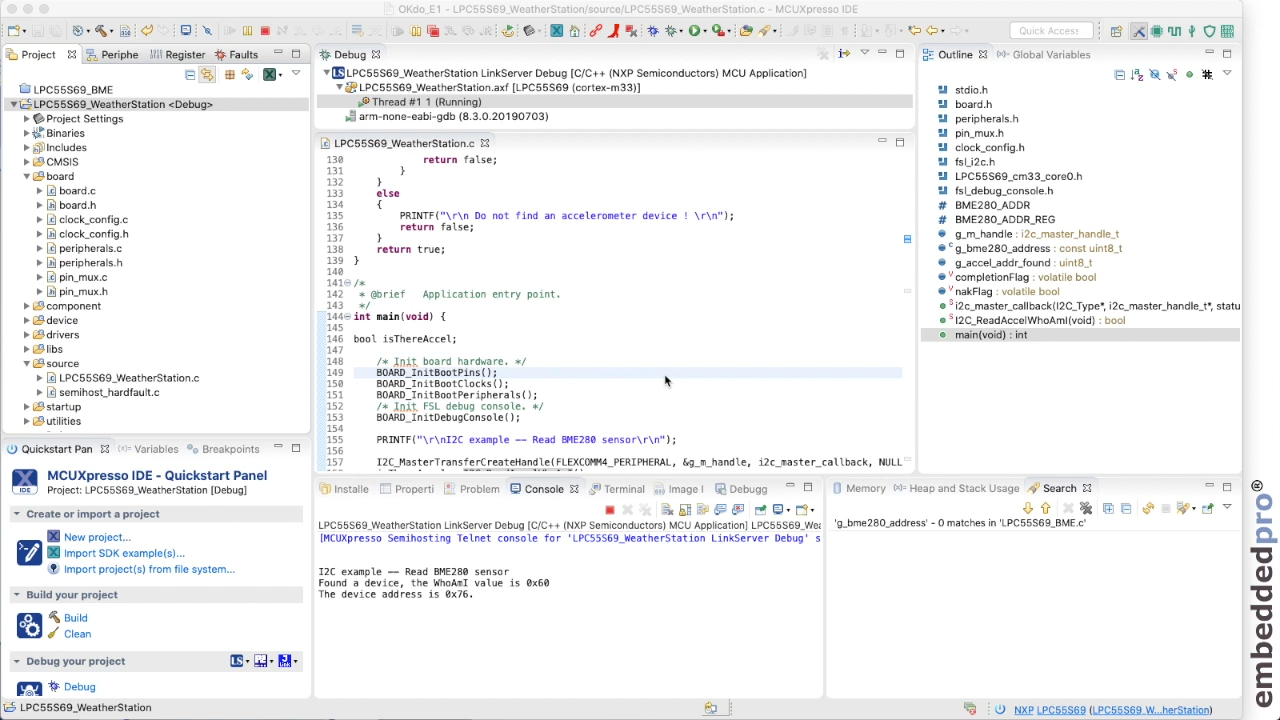 OKdo_E1 - LPC55S69_WeatherStation/source/LPC55S69_WeatherStation.c - MCUXpresso IDE
Quick Access
Project
Periphe
Register
Faults
LPC55S69_BME
LPC55S69_WeatherStation <Debug>
Project Settings
Binaries
Includes
CMSIS
board
board.c
board.h
clock_config.c
clock_config.h
peripherals.c
peripherals.h
pin_mux.c
pin_mux.h
component
device
drivers
libs
source
LPC55S69_WeatherStation.c
semihost_hardfault.c
startup
utilities
Debug
LPC55S69_WeatherStation LinkServer Debug [C/C++ (NXP Semiconductors) MCU Application]
LPC55S69_WeatherStation.axf [LPC55S69 (cortex-m33)]
Thread #1 1 (Running)
arm-none-eabi-gdb (8.3.0.20190703)
LPC55S69_WeatherStation.c
130 return false;
131 }
132 }
133 else
134 {
135 PRINTF("\r\n Do not find an accelerometer device ! \r\n");
136 return false;
137 }
138 return true;
139 }
140
141 /*
142 * @brief Application entry point.
143 */
144 int main(void) {
145
146 bool isThereAccel;
147
148 /* Init board hardware. */
149 BOARD_InitBootPins();
150 BOARD_InitBootClocks();
151 BOARD_InitBootPeripherals();
152 /* Init FSL debug console. */
153 BOARD_InitDebugConsole();
154
155 PRINTF("\r\nI2C example -- Read BME280 sensor\r\n");
156
157 I2C_MasterTransferCreateHandle(FLEXCOMM4_PERIPHERAL, &g_m_handle, i2c_master_callback, NULL
Outline
Global Variables
stdio.h
board.h
peripherals.h
pin_mux.h
clock_config.h
fsl_i2c.h
LPC55S69_cm33_core0.h
fsl_debug_console.h
BME280_ADDR
BME280_ADDR_REG
g_m_handle : i2c_master_handle_t
g_bme280_address : const uint8_t
g_accel_addr_found : uint8_t
completionFlag : volatile bool
nakFlag : volatile bool
i2c_master_callback(I2C_Type*, i2c_master_handle_t*, statu
I2C_ReadAccelWhoAmI(void) : bool
main(void) : int
Quickstart Pan
Variables
Breakpoints
MCUXpresso IDE - Quickstart Panel
IDE
Project: LPC55S69_WeatherStation [Debug]
Create or import a project
New project...
Import SDK example(s)...
Import project(s) from file system...
Build your project
Build
Clean
Debug your project
LS
Debug
LPC55S69_WeatherStation
Installe
Properti
Problem
Console
Terminal
Image I
Debugg
LPC55S69_WeatherStation LinkServer Debug [C/C++ (NXP Semiconductors) MCU Application] LPC55S69_We
[MCUXpresso Semihosting Telnet console for 'LPC55S69_WeatherStation LinkServer Debug' s
I2C example -- Read BME280 sensor
Found a device, the WhoAmI value is 0x60
The device address is 0x76.
Memory
Heap and Stack Usage
Search
'g_bme280_address' - 0 matches in 'LPC55S69_BME.c'
NXP LPC55S69* (LPC55S69_W...herStation)
embeddedpro®